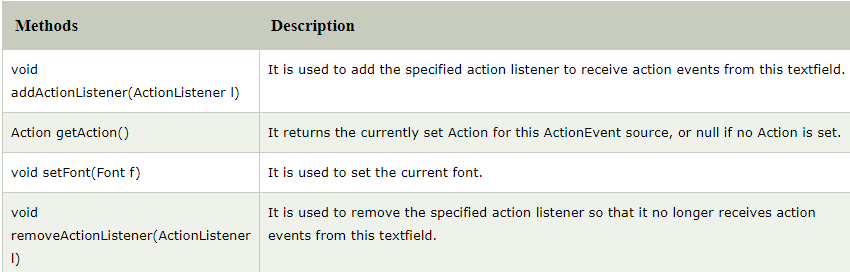 Methods Description
void
addActionListener(ActionListener l)
It is used to add the specified action listener to receive action events from this textfield.
Action getAction()
It returns the currently set Action for this ActionEvent source, or null if no Action is set.
void setFont(Font f)
It is used to set the current font.
void
removeActionListener(ActionListener
l)
It is used to remove the specified action listener so that it no longer receives action
events from this textfield.